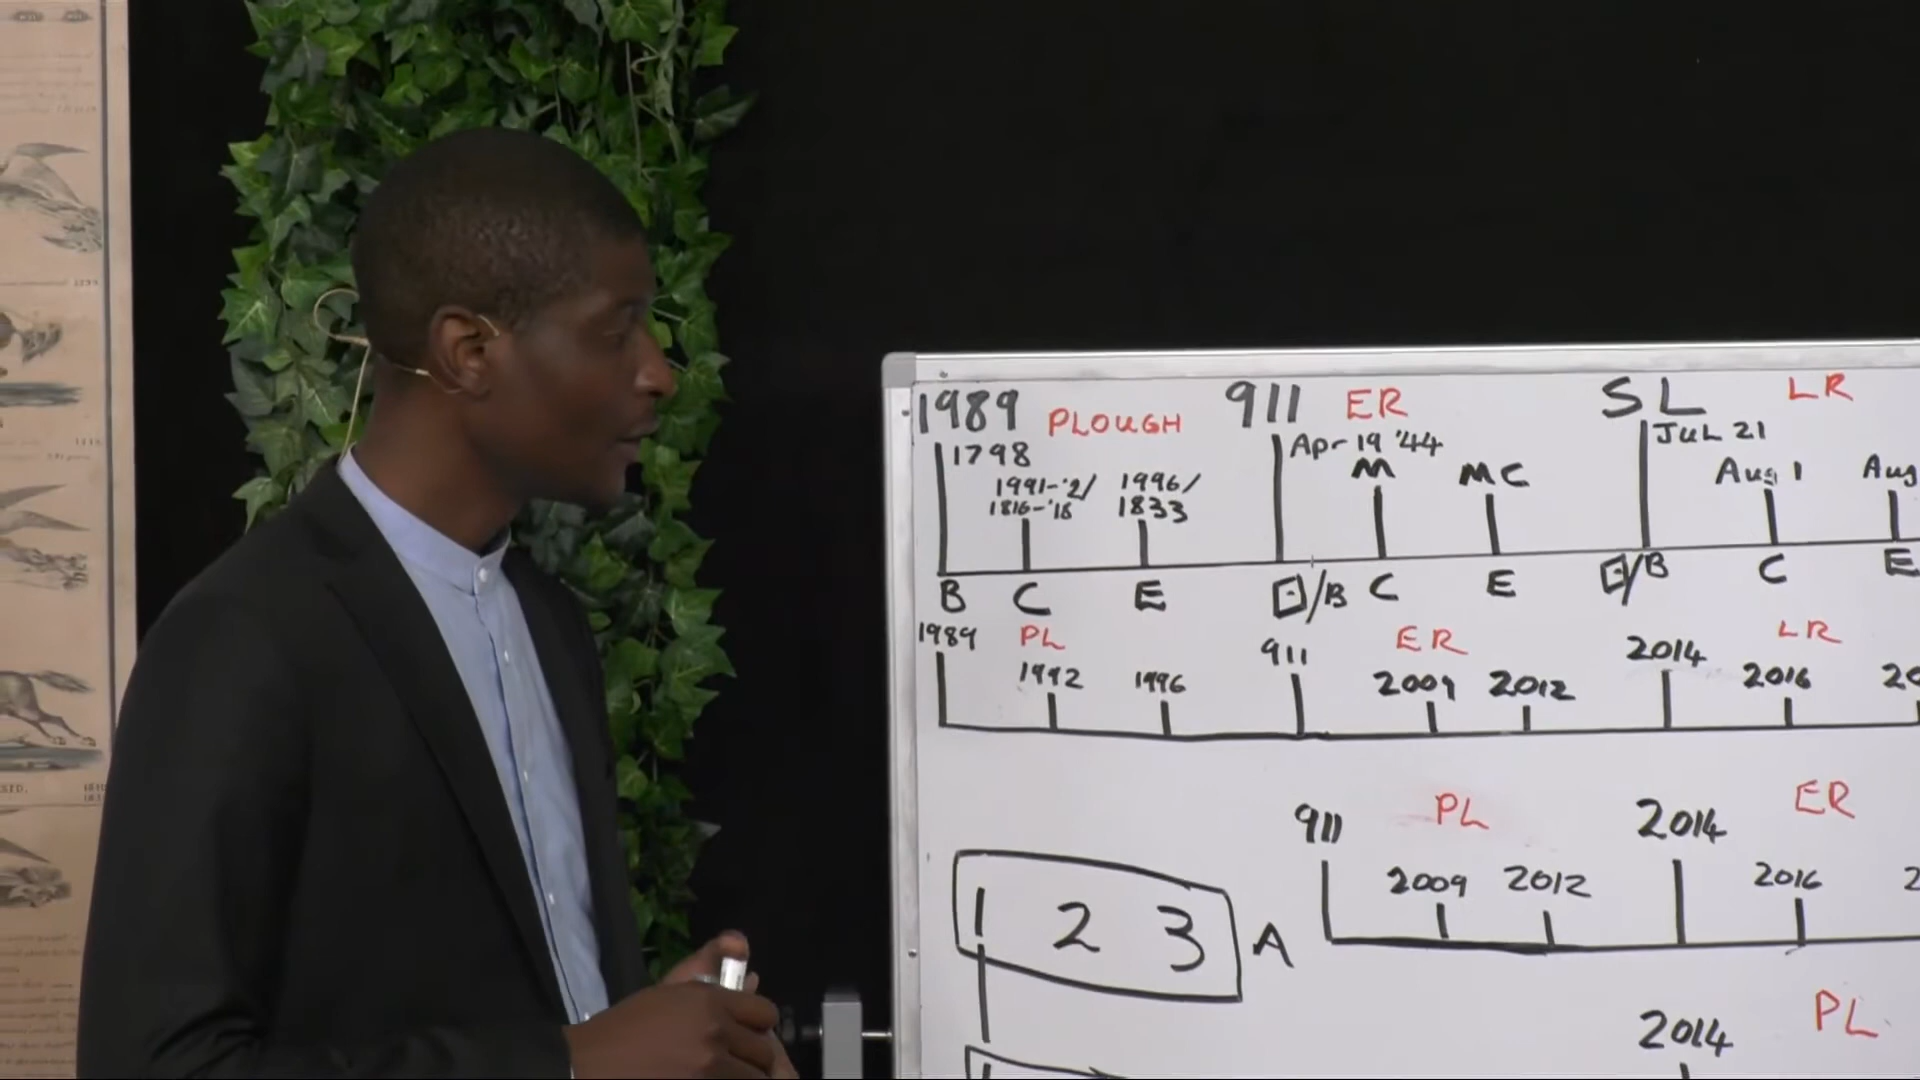 1989 PLOUGH 911 ER SL LR
1798 Apr 19 '44 JUL 21
1991-'2/ 1996/ M MC Aug 1 Aug
1816-'18 1833
B C E /B C E /B C E
1989 PL 911 ER 2014 LR
1992 1996 2009 2012 2016 20
911 PL 2014 ER
2009 2012 2016 2
1 2 3 A
2014 PL